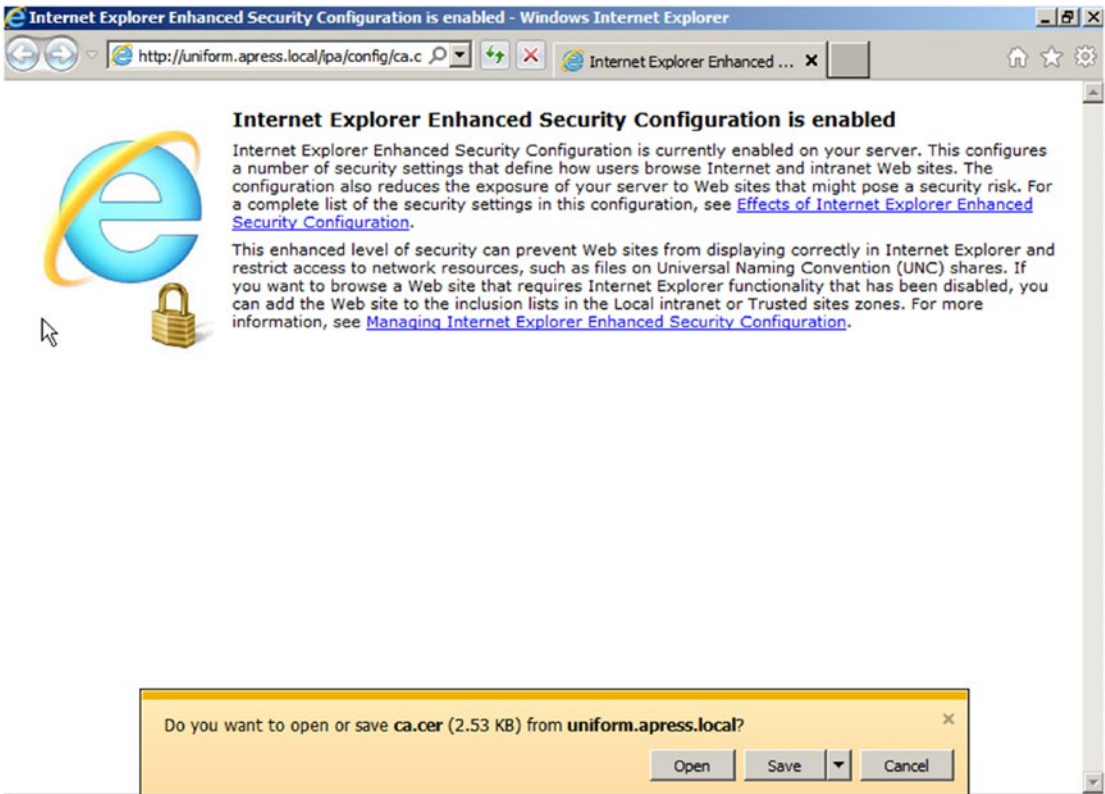 Internet Explorer Enhanced Security Configuration is enabled - Windows Internet Explorer
http://uniform.apress.local/ipa/config/ca.c
Internet Explorer Enhanced ...
Internet Explorer Enhanced Security Configuration is enabled
Internet Explorer Enhanced Security Configuration is currently enabled on your server. This configures
a number of security settings that define how users browse Internet and intranet Web sites. The
configuration also reduces the exposure of your server to Web sites that might pose a security risk. For
a complete list of the security settings in this configuration, see Effects of Internet Explorer Enhanced
Security Configuration.
This enhanced level of security can prevent Web sites from displaying correctly in Internet Explorer and
restrict access to network resources, such as files on Universal Naming Convention (UNC) shares. If
you want to browse a Web site that requires Internet Explorer functionality that has been disabled, you
can add the Web site to the inclusion lists in the Local intranet or Trusted sites zones. For more
information, see Managing Internet Explorer Enhanced Security Configuration.
Do you want to open or save ca.cer (2.53 KB) from uniform.apress.local?
Open Save Cancel